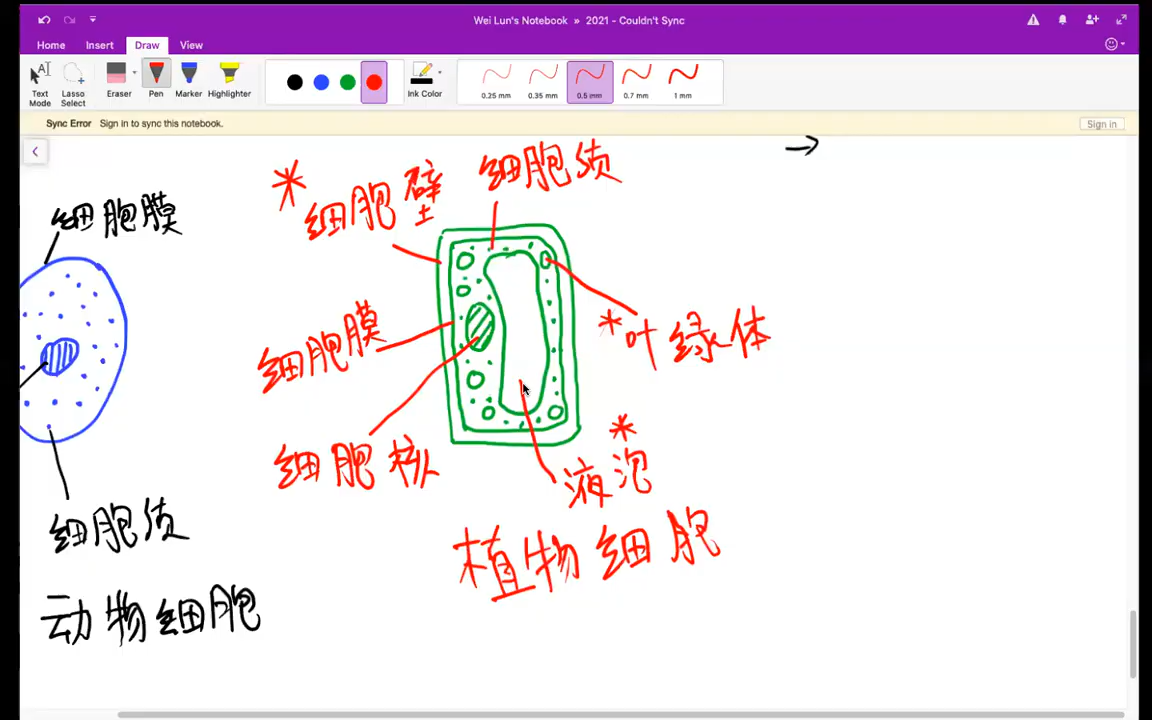 Wei Lun's Notebook » 2021 - Couldn't Sync
Home Insert Draw View
Text Mode
Lasso Select
Eraser
Pen
Marker
Highlighter
Ink Color
0.25 mm
0.35 mm
0.5 mm
0.7 mm
1 mm
Sync Error Sign in to sync this notebook.
Sign in
→
细胞膜
细胞质
动物细胞
* 细胞壁
细胞质
细胞膜
* 叶绿体
细胞核
* 液泡
植物细胞